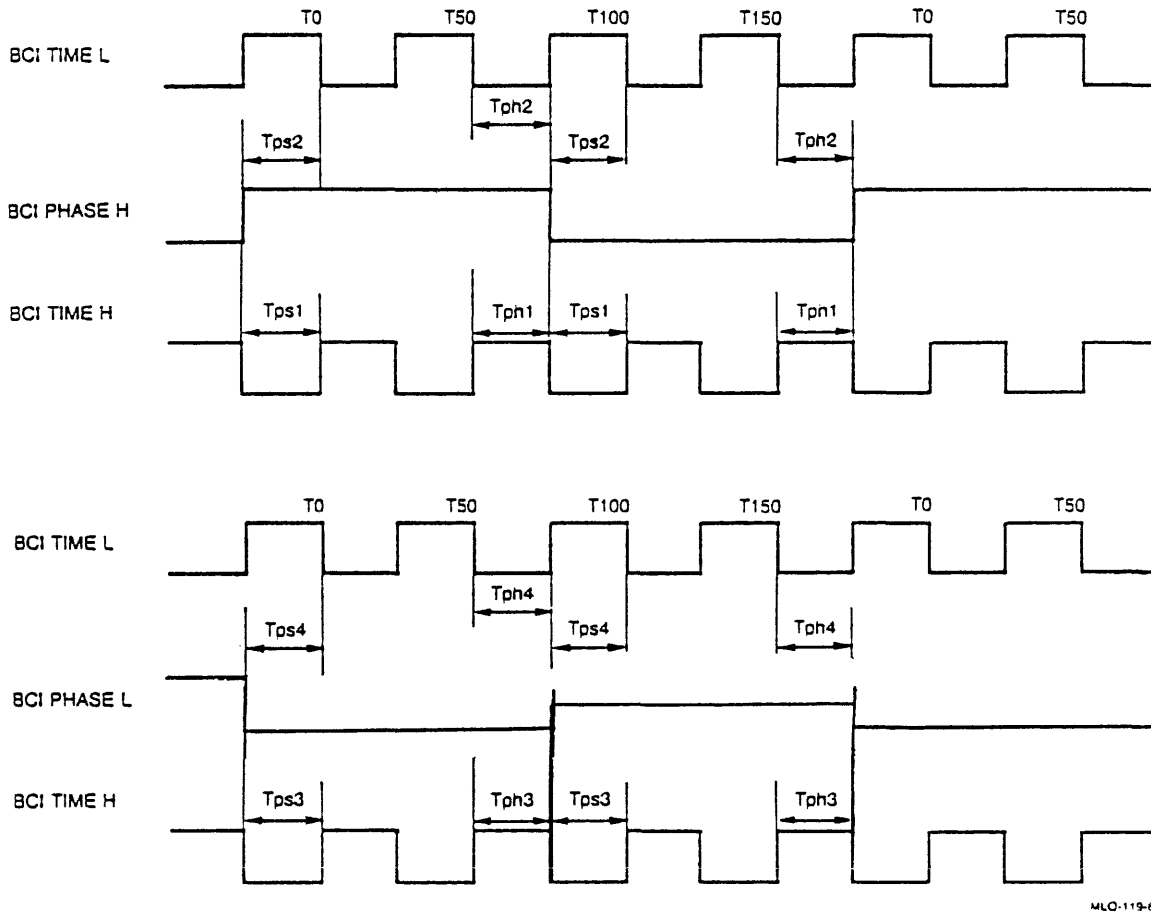 T0 T50 T100 T150 T0 T50
BCI TIME L
Tph2
Tps2 Tps2 Tph2
BCI PHASE H
BCI TIME H
Tps1 Tph1 Tps1 Tph1
T0 T50 T100 T150 T0 T50
BCI TIME L
Tph4
Tps4 Tps4 Tph4
BCI PHASE L
BCI TIME H
Tps3 Tph3 Tps3 Tph3